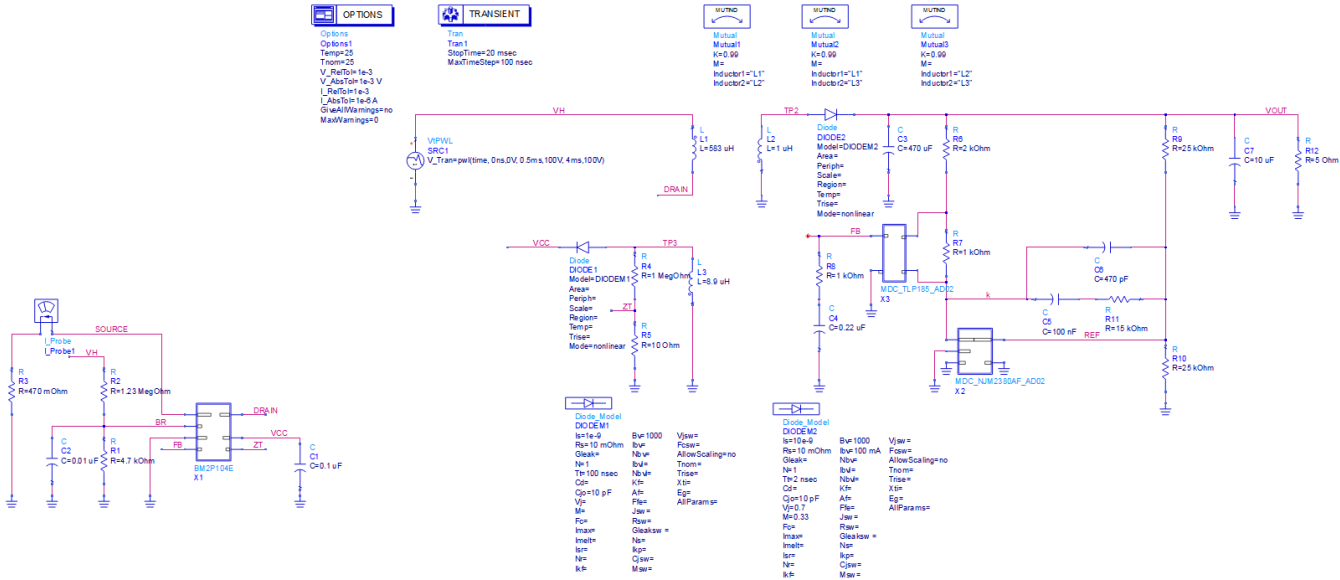 OPTIONS
Options
Options1
Temp=25
Tnom=25
V_RelTol=1e-3
V_AbsTol=1e-3 V
I_RelTol=1e-3
I_AbsTol=1e-6 A
GiveAllWarnings=no
MaxWarnings=0
TRANSIENT
Tran
Tran1
StopTime=20 msec
MaxTimeStep=100 nsec
MUTIND
Mutual
Mutual1
K=0.99
M=
Inductor1="L1"
Inductor2="L2"
MUTIND
Mutual
Mutual2
K=0.99
M=
Inductor1="L1"
Inductor2="L3"
MUTIND
Mutual
Mutual3
K=0.99
M=
Inductor1="L2"
Inductor2="L3"
VH
VtPWL
SRC1
V_Tran=pwl(time, 0ns,0V, 0.5ms,100V, 4ms,100V)
L
L1
L=583 uH
DRAIN
L
L2
L=1 uH
TP2
Diode
DIODE2
Model=DIODEM2
Area=
Periph=
Scale=
Region=
Temp=
Trise=
Mode=nonlinear
C
C3
C=470 uF
R
R6
R=2 kOhm
R
R9
R=25 kOhm
VOUT
C
C7
C=10 uF
R
R12
R=5 Ohm
VCC
Diode
DIODE1
Model=DIODEM1
Area=
Periph=
Scale=
Region=
Temp=
Trise=
Mode=nonlinear
TP3
R
R4
R=1 MegOhm
ZT
R
R5
R=10 Ohm
L
L3
L=8.9 uH
FB
R
R8
R=1 kOhm
C
C4
C=0.22 uF
MDC_TLP185_AD02
X3
R
R7
R=1 kOhm
k
C
C6
C=470 pF
C
C5
C=100 nF
R
R11
R=15 kOhm
REF
MDC_NJM2380AF_AD02
X2
R
R10
R=25 kOhm
I_Probe
I_Probe1
SOURCE
VH
R
R3
R=470 mOhm
R
R2
R=1.23 MegOhm
BR
C
C2
C=0.01 uF
R
R1
R=4.7 kOhm
FB
DRAIN
VCC
ZT
BM2P104E
X1
C
C1
C=0.1 uF
Diode_Model
DIODEM1
Is=1e-9
Rs=10 mOhm
Gleak=
N=1
Tt=100 nsec
Cd=
Cjo=10 pF
Vj=
M=
Fc=
Imax=
Imelt=
Isr=
Nr=
Ikf=
Bv=1000
Ibv=
Nbv=
Ibvl=
Nbvl=
Kf=
Af=
Ffe=
Jsw=
Rsw=
Gleaksw =
Ns=
Ikp=
Cjsw=
Msw=
Vjsw=
Fcsw=
AllowScaling=no
Tnom=
Trise=
Xti=
Eg=
AllParams=
Diode_Model
DIODEM2
Is=10e-9
Rs=10 mOhm
Gleak=
N=1
Tt=2 nsec
Cd=
Cjo=10 pF
Vj=0.7
M=0.33
Fc=
Imax=
Imelt=
Isr=
Nr=
Ikf=
Bv=1000
Ibv=100 mA
Nbv=
Ibvl=
Nbvl=
Kf=
Af=
Ffe=
Jsw=
Rsw=
Gleaksw =
Ns=
Ikp=
Cjsw=
Msw=
Vjsw=
Fcsw=
AllowScaling=no
Tnom=
Trise=
Xti=
Eg=
AllParams=